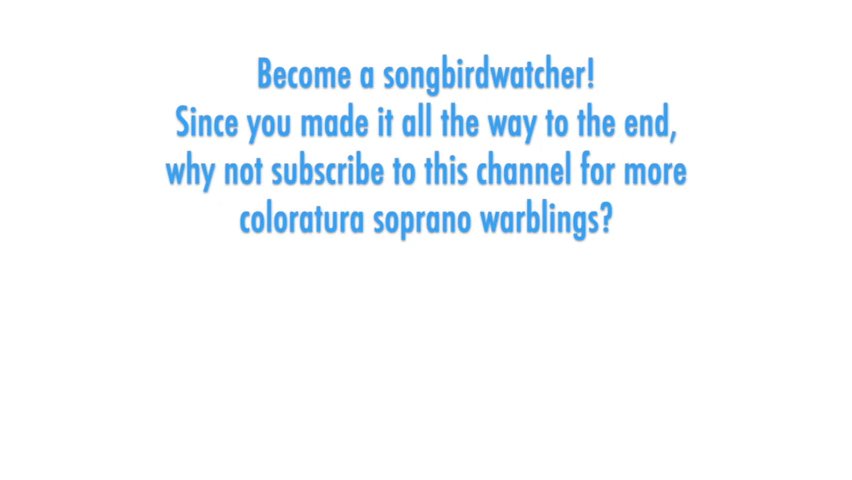 Become a songbirdwatcher!
Since you made it all the way to the end,
why not subscribe to this channel for more
coloratura soprano warblings?